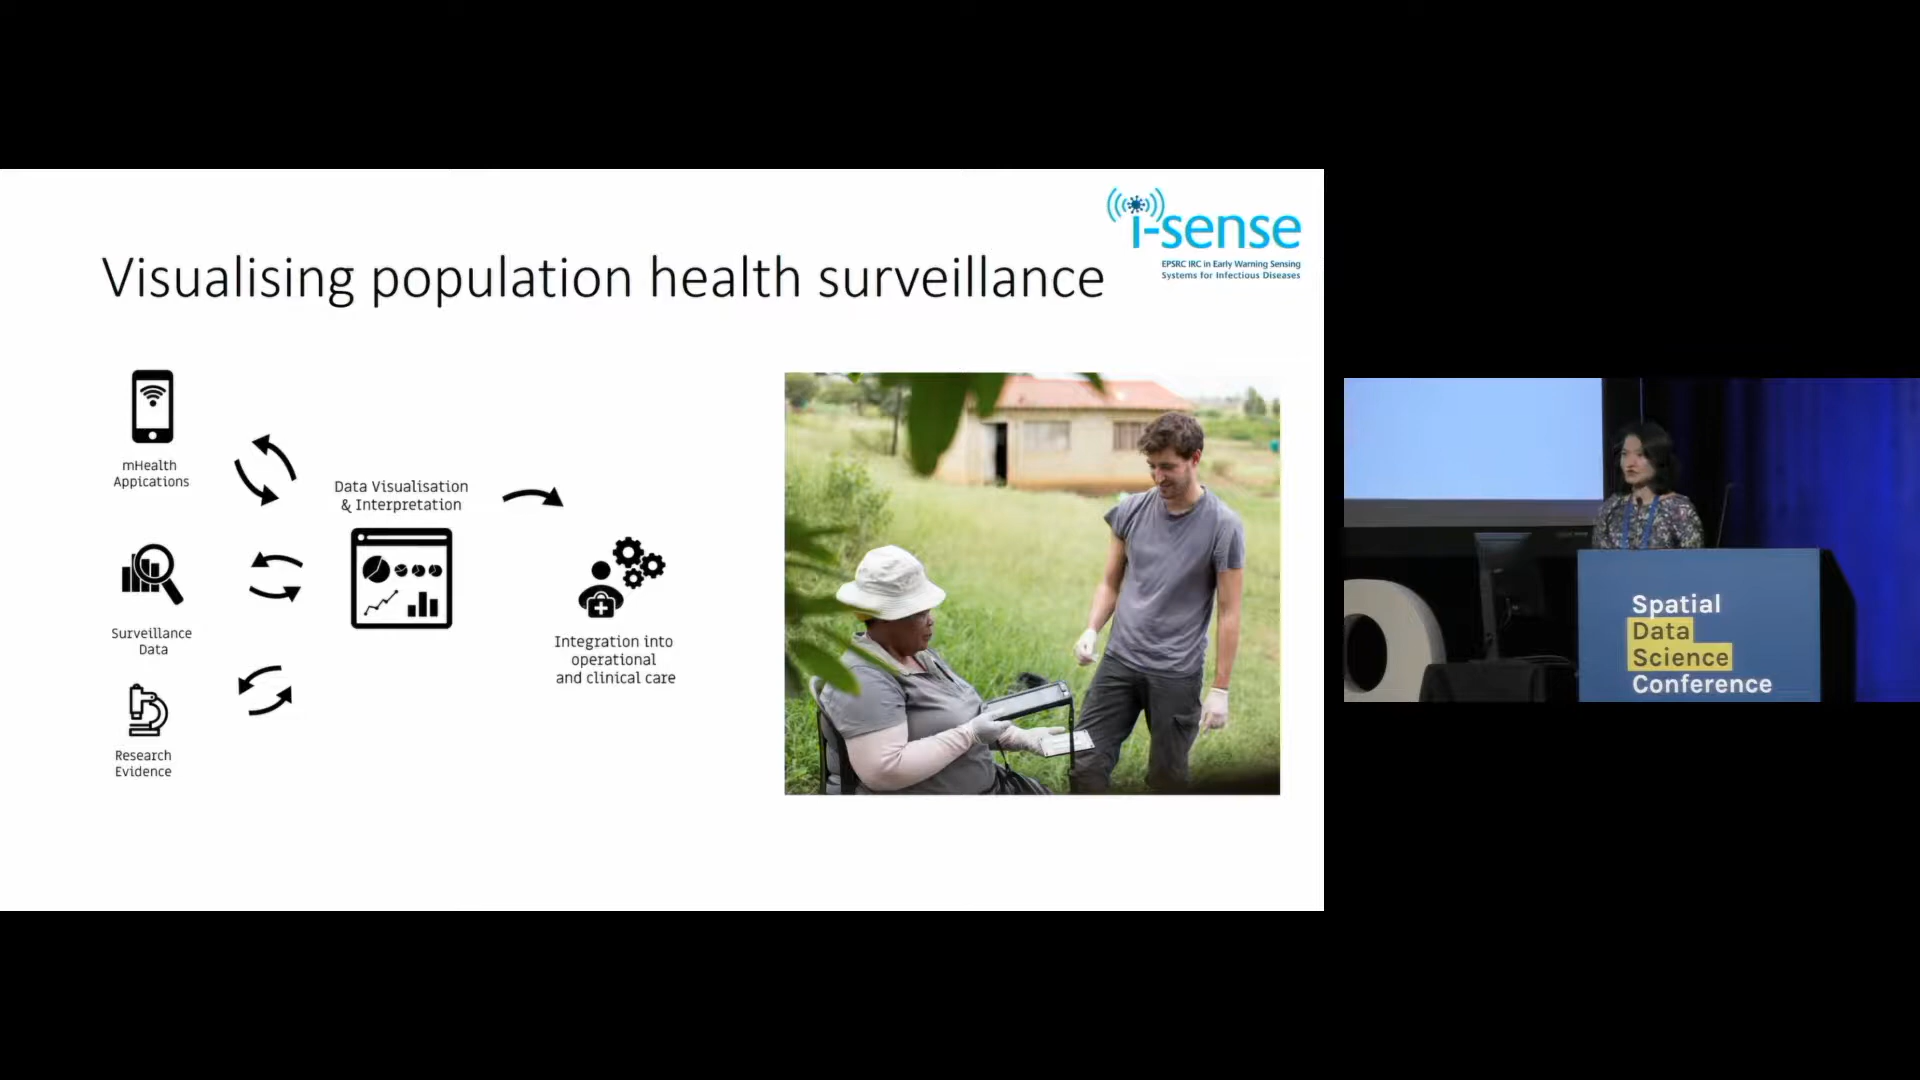 i-sense
EPSRC IRC in Early Warning Sensing
Systems for Infectious Diseases
Visualising population health surveillance
mHealth
Appications
Data Visualisation
& Interpretation
Surveillance
Data
Integration into
operational
and clinical care
Research
Evidence
Spatial
Data
Science
Conference